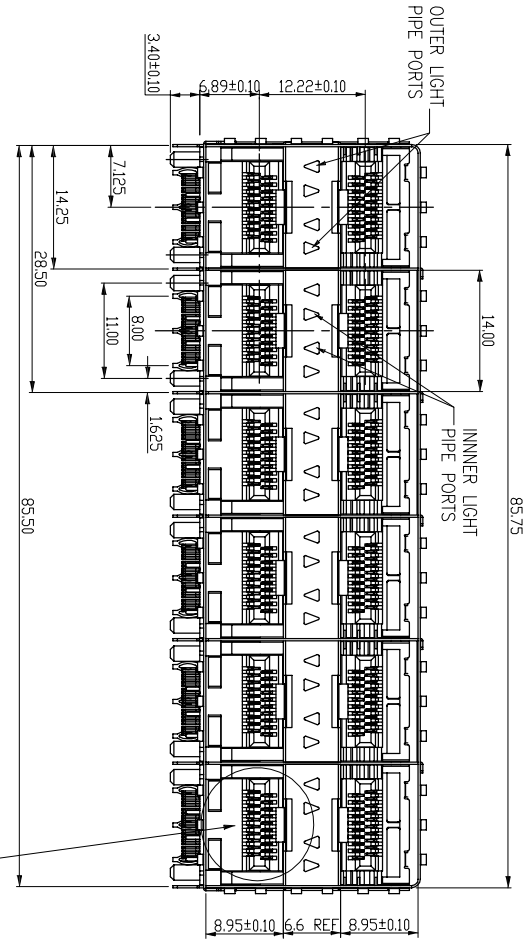 OUTER LIGHT
PIPE PORTS
INNNER LIGHT
PIPE PORTS
85.75
14.00
12.22±0.10
6.89±0.10
3.40±0.10
7.125
14.25
28.50
8.00
11.00
1.625
85.50
8.95±0.10
6.6 REF
8.95±0.10